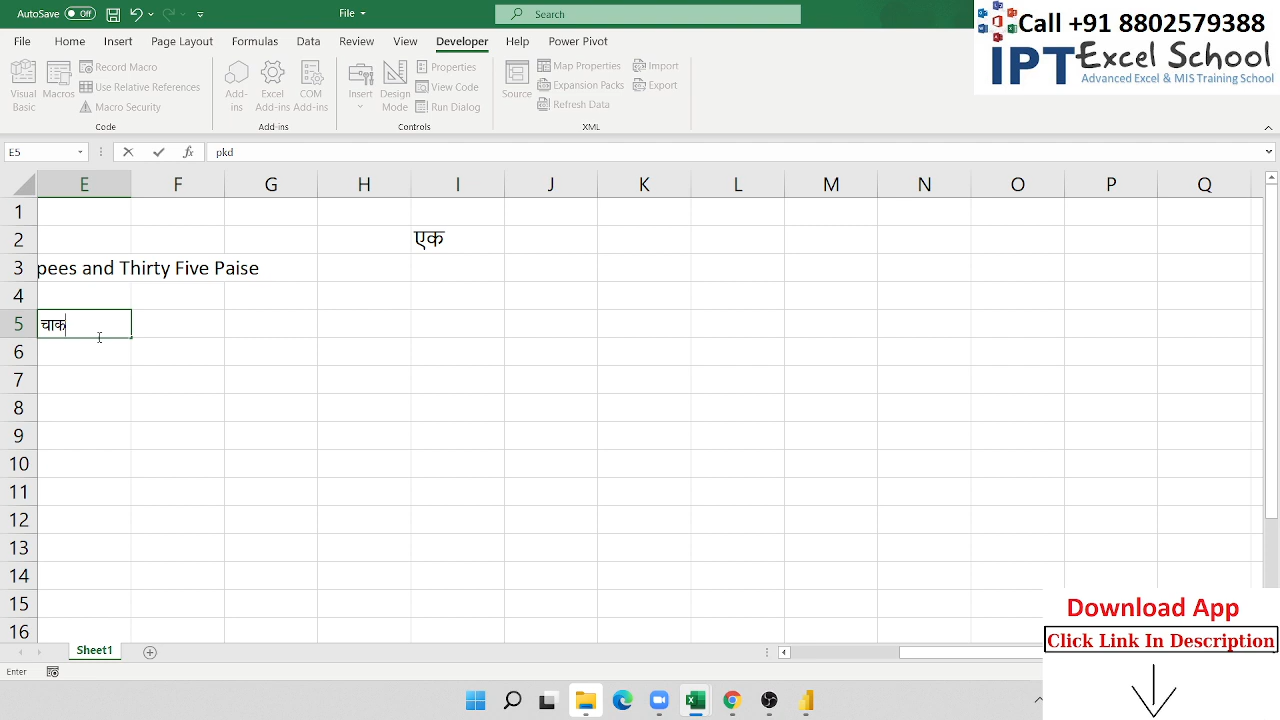 AutoSave Off File Search
Call +91 8802579388
IPT Excel School
Advanced Excel & MIS Training School
File Home Insert Page Layout Formulas Data Review View Developer Help Power Pivot
Visual Basic Macros Record Macro Use Relative References Macro Security Code
Add-ins Excel Add-ins COM Add-ins Add-ins
Insert Design Mode Properties View Code Run Dialog Controls
Source Map Properties Expansion Packs Refresh Data Import Export XML
E5 fx pkd
E F G H I J K L M N O P Q
1
2 एक
3 pees and Thirty Five Paise
4
5 चाक
6
7
8
9
10
11
12
13
14
15
16
Sheet1
Enter
Download App
Click Link In Description